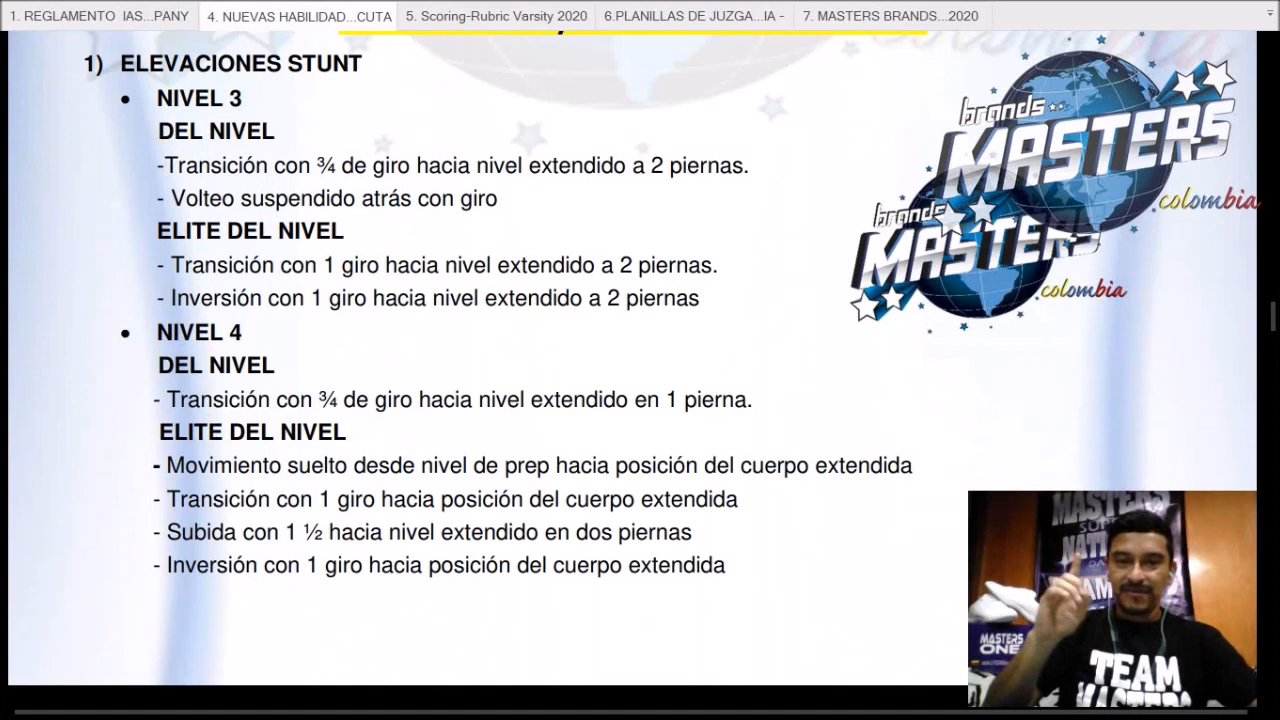 1. REGLAMENTO IAS...PANY
4. NUEVAS HABILIDAD...CUTA
5. Scoring-Rubric Varsity 2020
6.PLANILLAS DE JUZGA...IA -
7. MASTERS BRANDS...2020
1) ELEVACIONES STUNT
• NIVEL 3
DEL NIVEL
-Transición con ¾ de giro hacia nivel extendido a 2 piernas.
- Volteo suspendido atrás con giro
ELITE DEL NIVEL
- Transición con 1 giro hacia nivel extendido a 2 piernas.
- Inversión con 1 giro hacia nivel extendido a 2 piernas
• NIVEL 4
DEL NIVEL
- Transición con ¾ de giro hacia nivel extendido en 1 pierna.
ELITE DEL NIVEL
- Movimiento suelto desde nivel de prep hacia posición del cuerpo extendida
- Transición con 1 giro hacia posición del cuerpo extendida
- Subida con 1 ½ hacia nivel extendido en dos piernas
- Inversión con 1 giro hacia posición del cuerpo extendida
brands
MASTERS
colombia
brands
MASTERS
colombia
MASTERS
MASTERS
ONE
TEAM
MASTERS